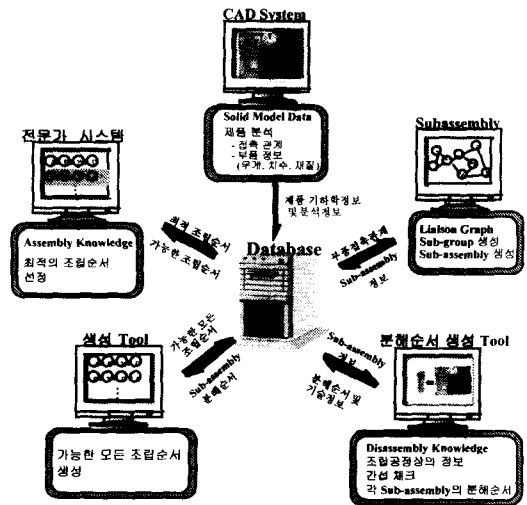 CAD System
Solid Model Data
제품 분석
- 접촉 관계
- 부품 정보
(무게, 치수, 재질)
전문가 시스템
Assembly Knowledge
최적의 조립순서
선정
Subassembly
Liaison Graph
Sub-group 생성
Sub-assembly 생성
제품 기하학정보
및 분석정보
최적 조립순서
가능한 조립순서
Database
부품접촉관계
Sub-assembly
정보
가능한 모든
조립순서
Sub-assembly
분해순서
Sub-assembly
정보
분해순서 및
기술정보
생성 Tool
가능한 모든 조립순서
생성
분해순서 생성 Tool
Disassembly Knowledge
조립공정상의 정보
간섭 체크
각 Sub-assembly의 분해순서